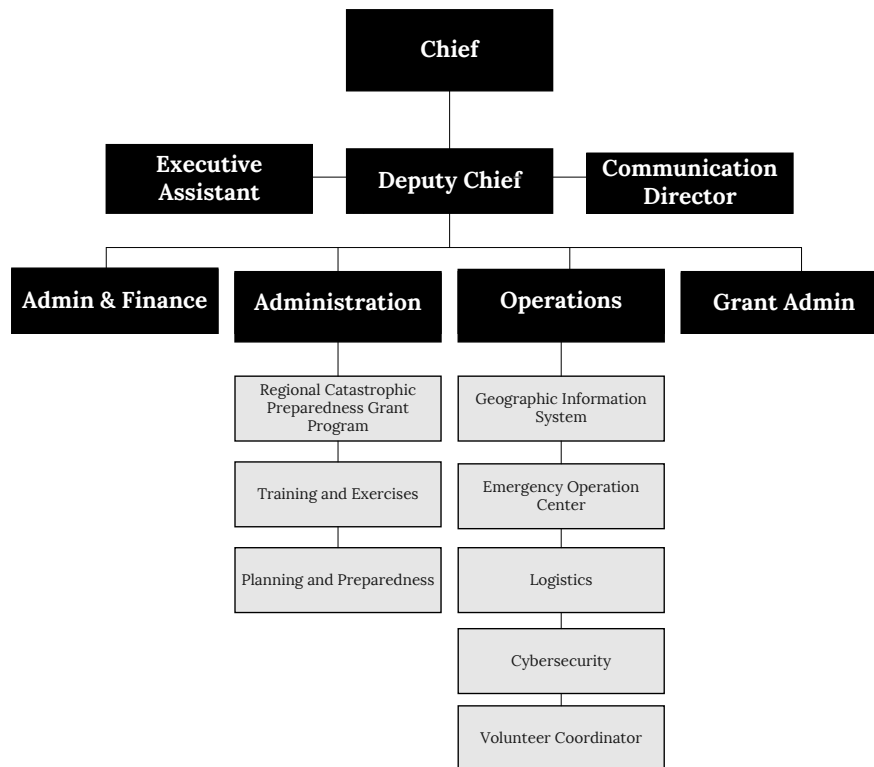 Chief
Executive
Assistant
Deputy Chief
Communication
Director
Admin & Finance
Administration
Operations
Grant Admin
Regional Catastrophic
Preparedness Grant
Program
Training and Exercises
Planning and Preparedness
Geographic Information
System
Emergency Operation
Center
Logistics
Cybersecurity
Volunteer Coordinator